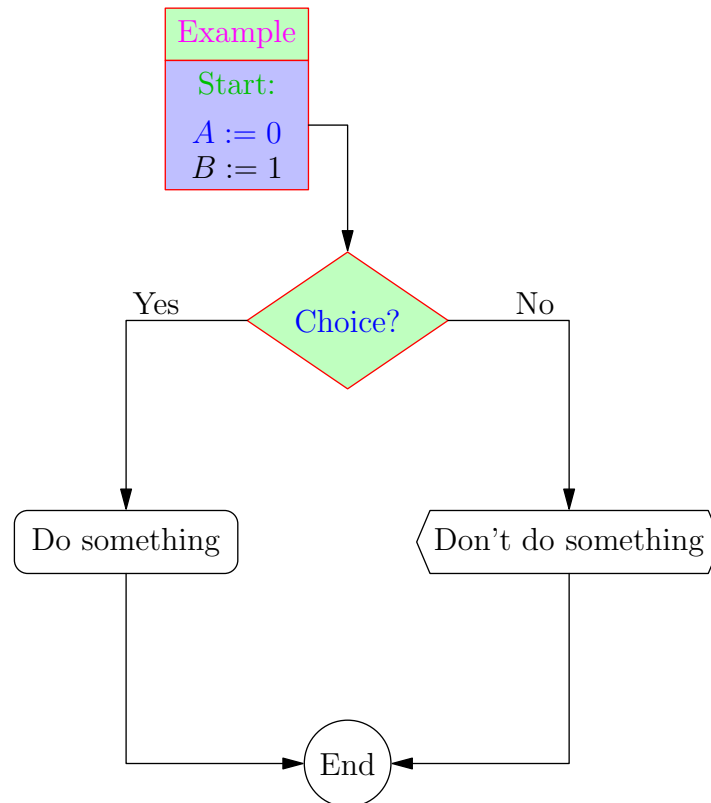 Example
Start:
A := 0
B := 1
Choice?
Yes
No
Do something
Don't do something
End